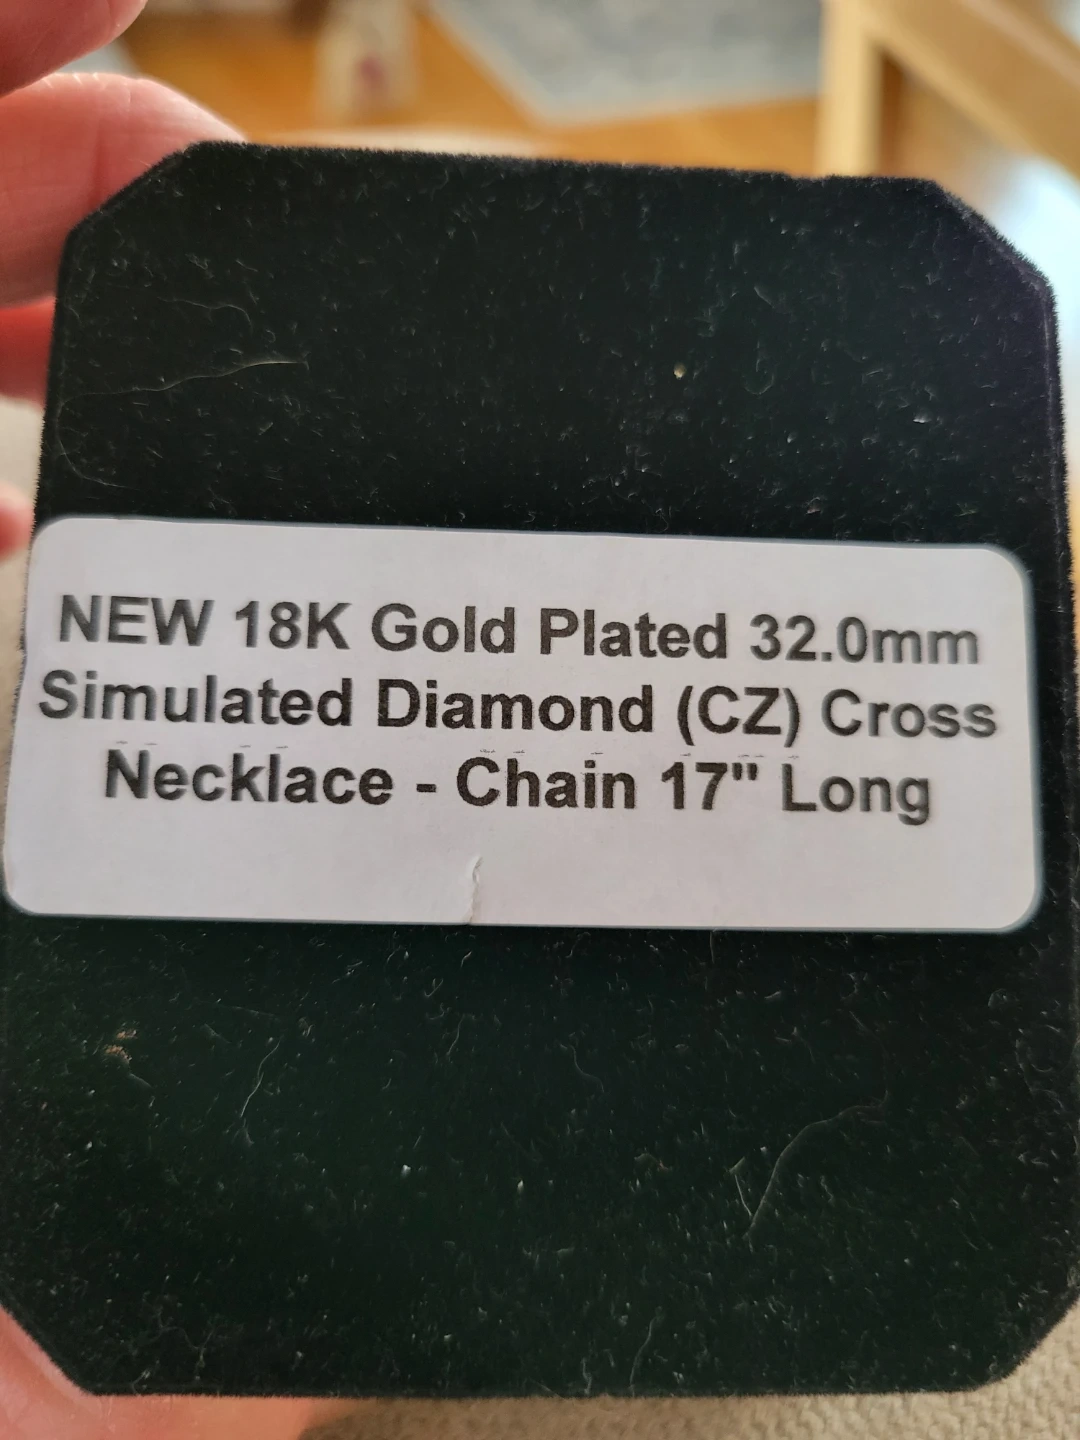 NEW 18K Gold Plated 32.0mm
Simulated Diamond (CZ) Cross
Necklace - Chain 17" Long